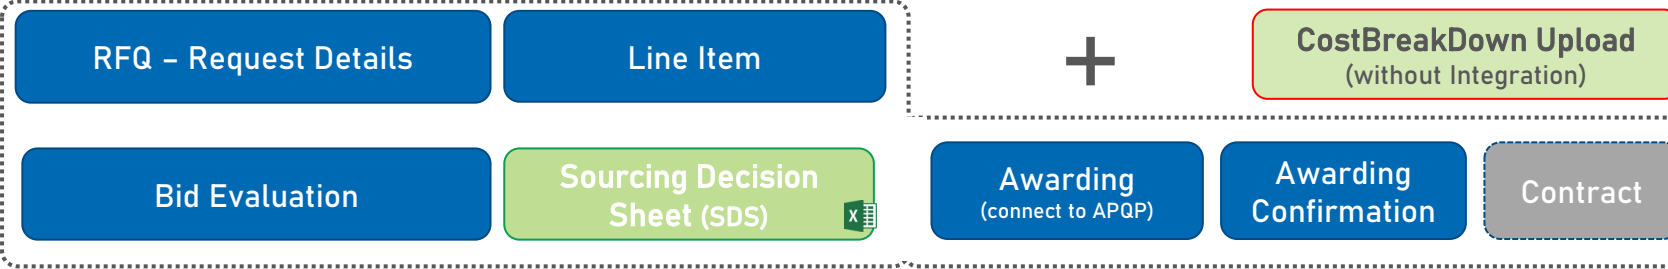 RFQ – Request Details
Line Item
+
CostBreakDown Upload
(without Integration)
Bid Evaluation
Sourcing Decision
Sheet (SDS)
X
Awarding
(connect to APQP)
Awarding
Confirmation
Contract